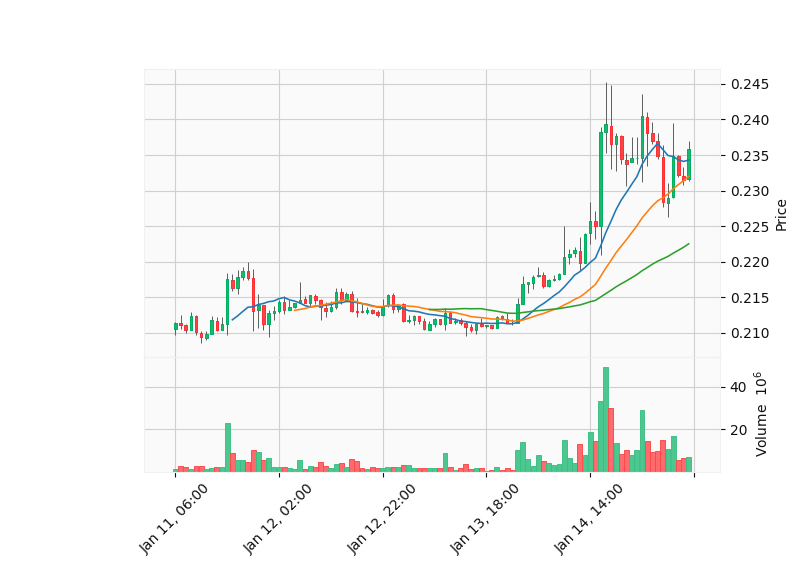 0.245
0.240
0.235
0.230
0.225
0.220
0.215
0.210
Price
40
20
Volume 10^6
Jan 11, 06:00
Jan 12, 02:00
Jan 12, 22:00
Jan 13, 18:00
Jan 14, 14:00